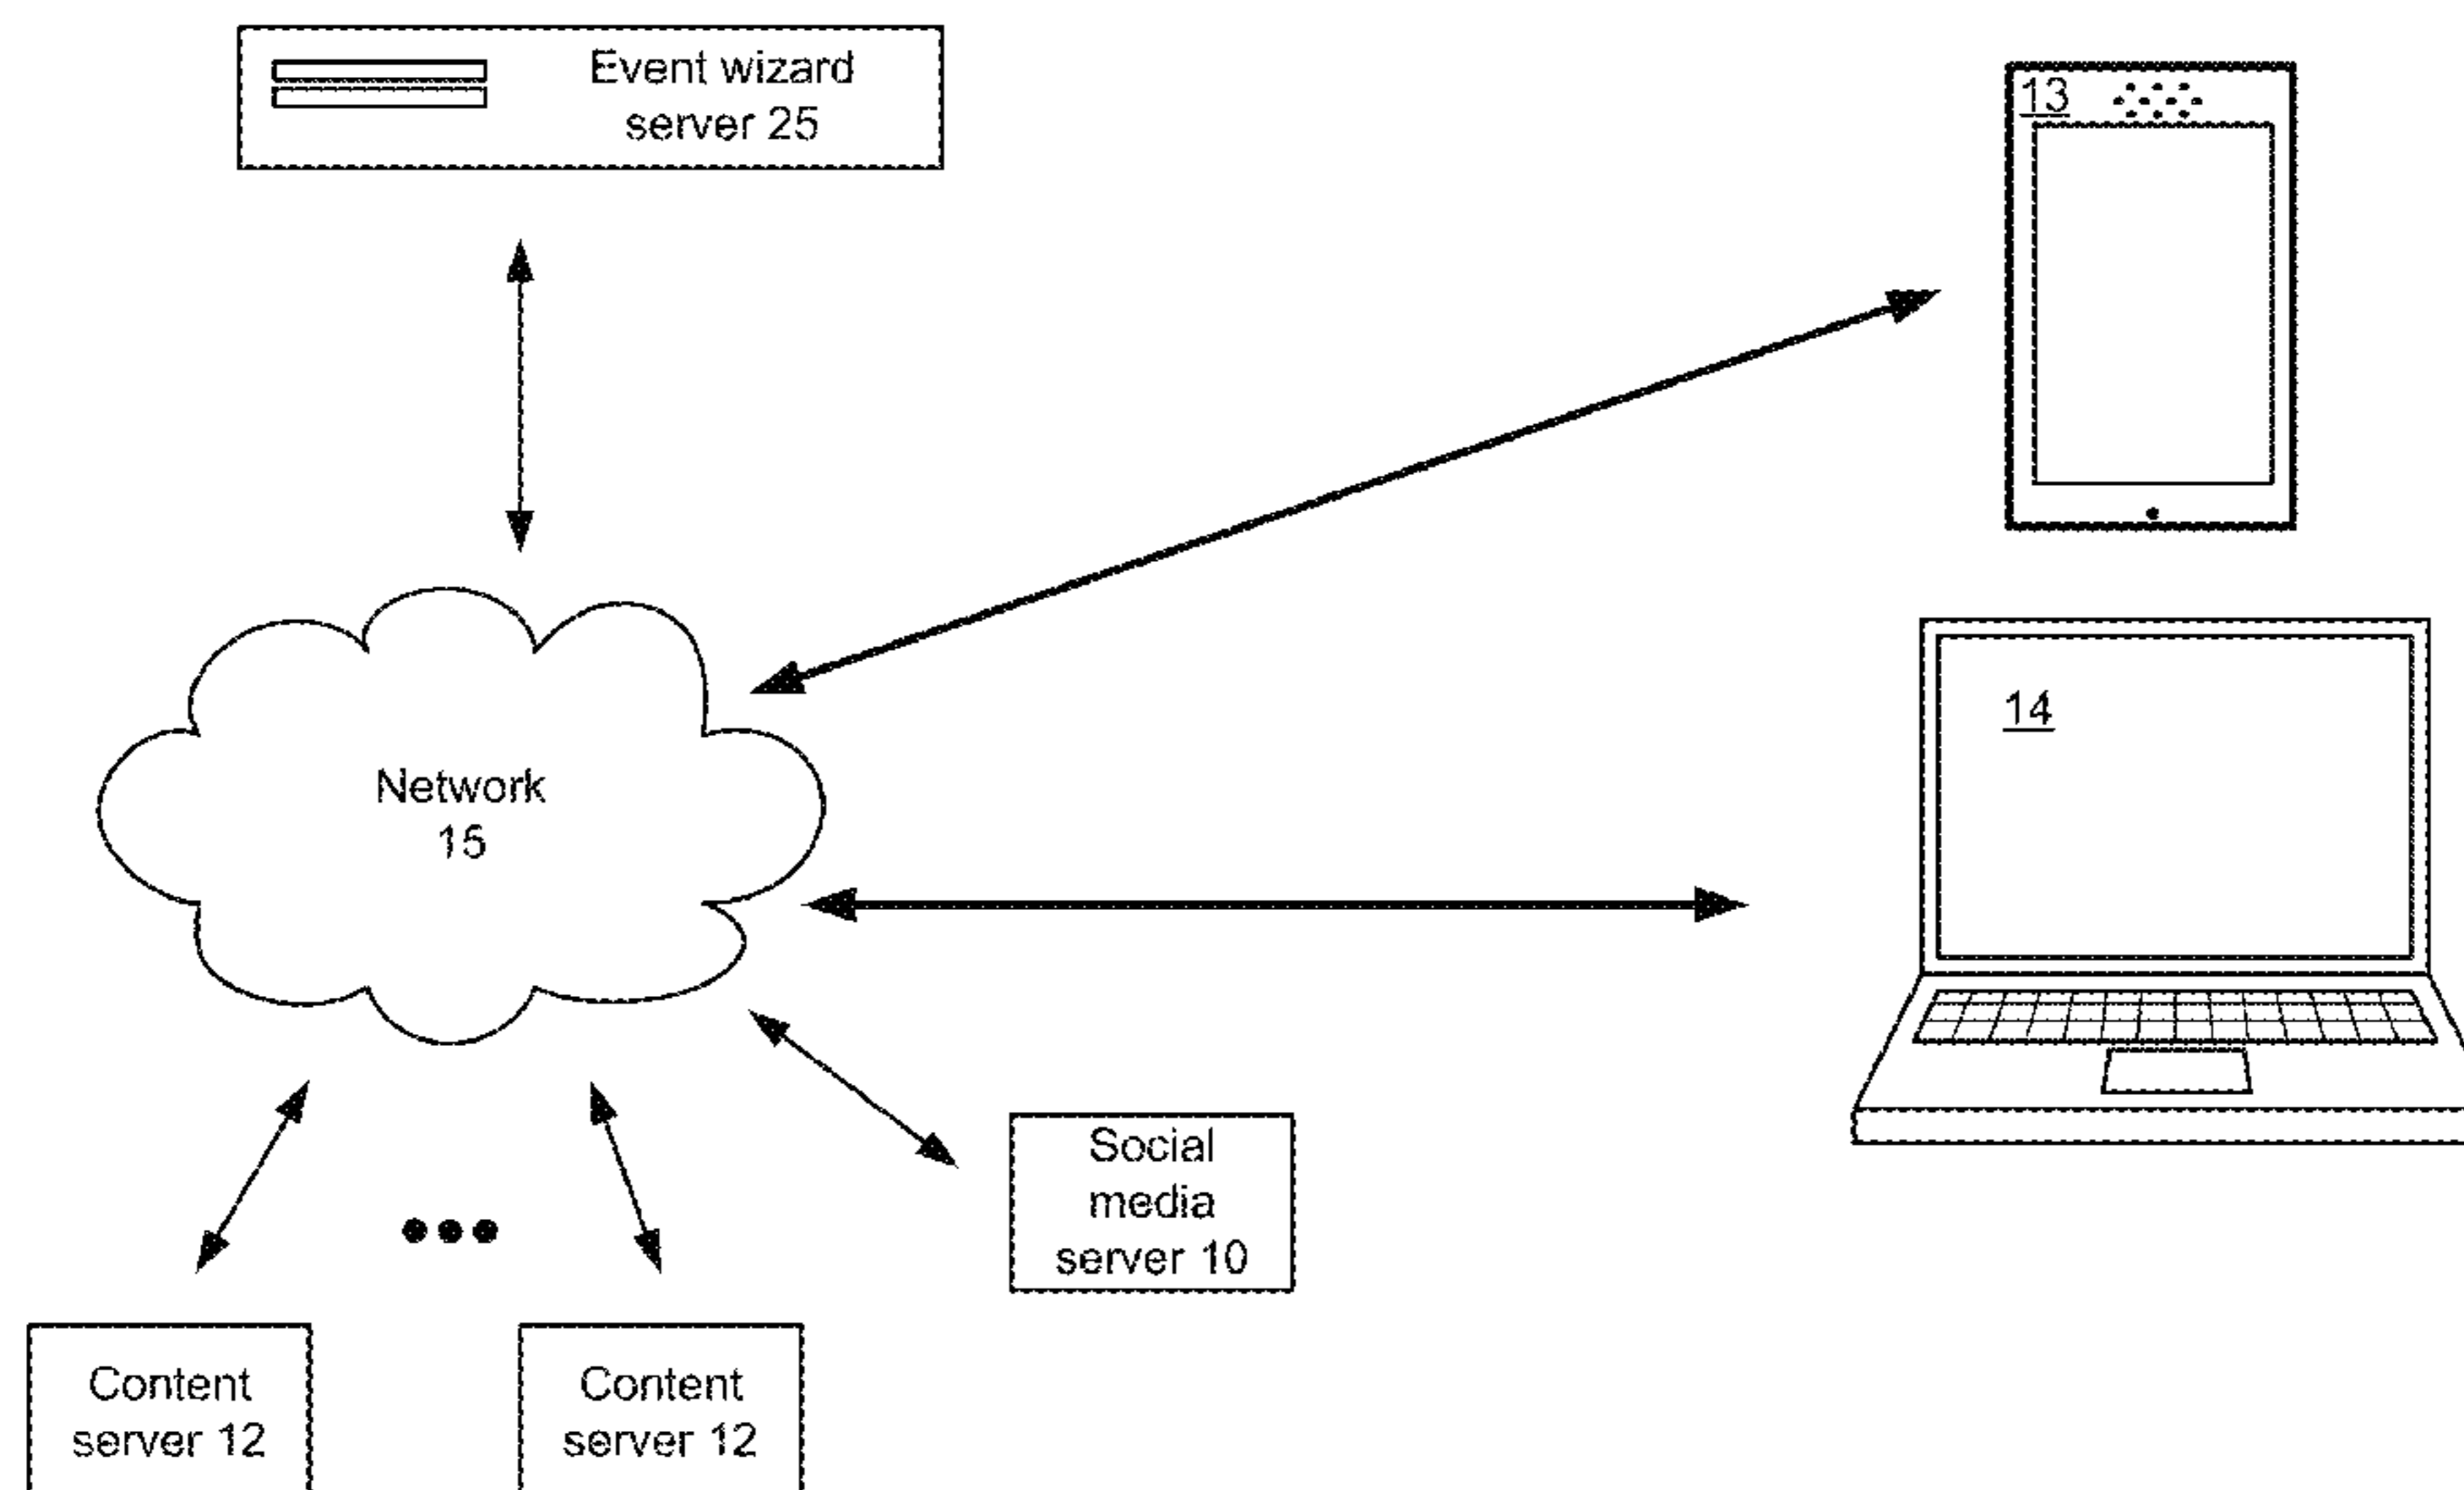 Event wizard
server 25
13
14
Network
15
Social
media
server 10
Content
server 12
Content
server 12